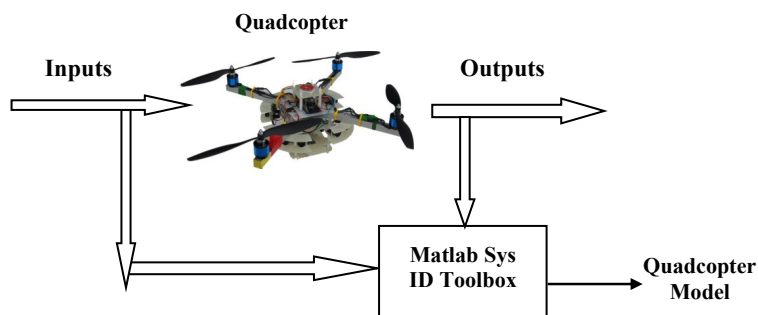 Quadcopter
Inputs
Outputs
Matlab Sys
ID Toolbox
Quadcopter
Model